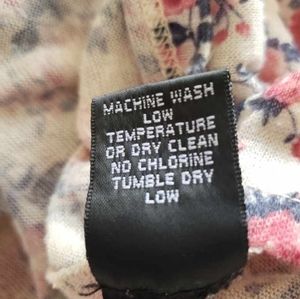 MACHINE WASH
LOW
TEMPERATURE
OR DRY CLEAN
NO CHLORINE
TUMBLE DRY
LOW